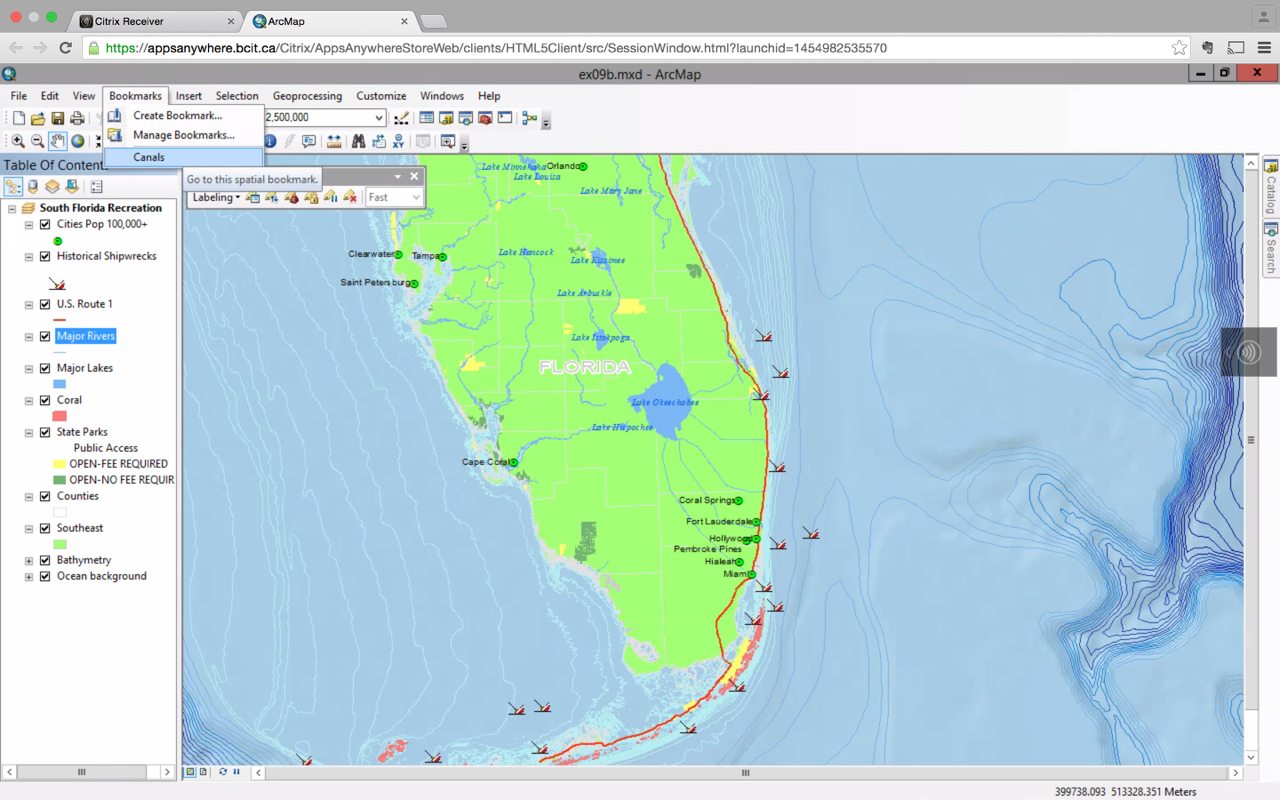 Citrix Receiver
ArcMap
https://appsanywhere.bcit.ca/Citrix/AppsAnywhereStoreWeb/clients/HTML5Client/src/SessionWindow.html?launchid=1454982535570
ex09b.mxd - ArcMap
File Edit View Bookmarks Insert Selection Geoprocessing Customize Windows Help
Create Bookmark...
2,500,000
Manage Bookmarks...
Canals
Go to this spatial bookmark.
Labeling
Fast
Table Of Content
South Florida Recreation
Cities Pop 100,000+
Historical Shipwrecks
U.S. Route 1
Major Rivers
Major Lakes
Coral
State Parks
Public Access
OPEN-FEE REQUIRED
OPEN-NO FEE REQUIR
Counties
Southeast
Bathymetry
Ocean background
Lake Minnehaha
Orlando
Lake Louisa
Lake Mary Jane
Clearwater
Tampa
Lake Hancock
Lake Kissimee
Saint Petersburg
Lake Arbuckle
Lake Istokpoga
FLORIDA
Lake Okeechobee
Lake Hicpochee
Cape Coral
Coral Springs
Fort Lauderdale
Hollywood
Pembroke Pines
Hialeah
Miami
Catalog
Search
399738.093 513328.351 Meters